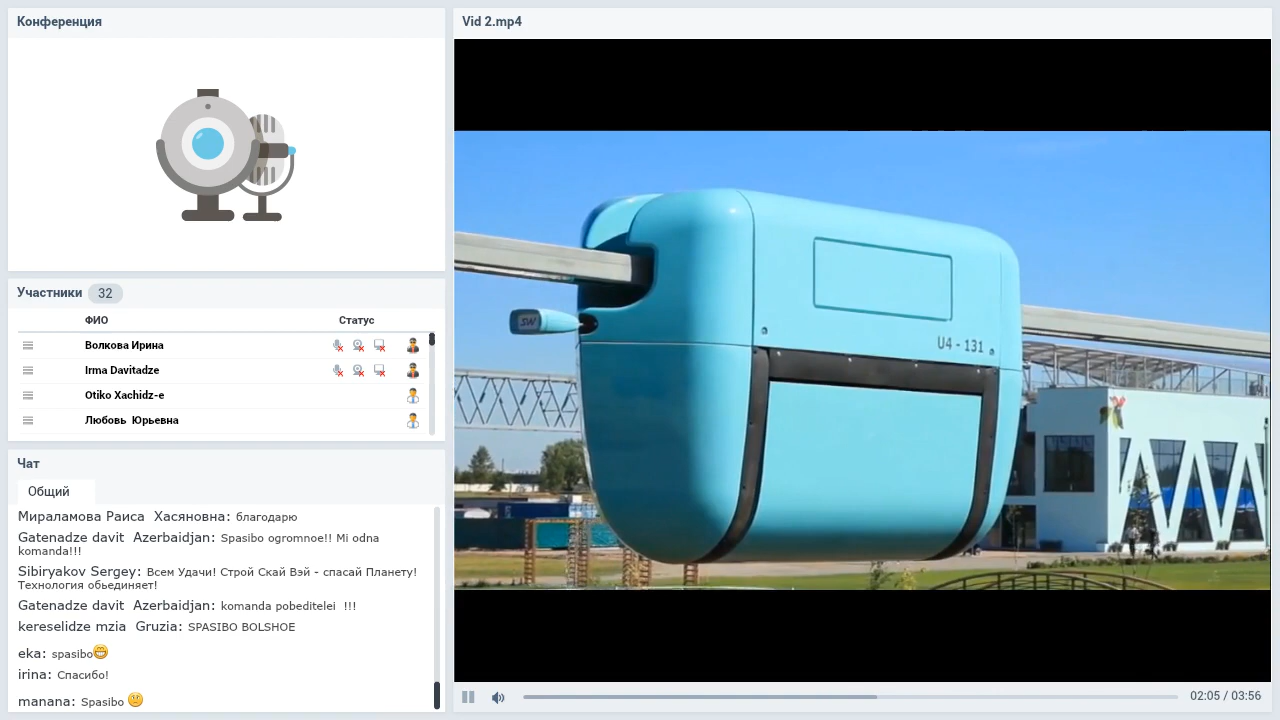 Конференция
Участники 32
ФИО Статус
Волкова Ирина
Irma Davitadze
Otiko Xachidz-e
Любовь Юрьевна
Чат
Общий
Мираламова Раиса Хасяновна: благодарю
Gatenadze davit Azerbaidjan: Spasibo ogromnoe!! Mi odna
komanda!!!
Sibiryakov Sergey: Всем Удачи! Строй Скай Вэй - спасай Планету!
Технология обьединяет!
Gatenadze davit Azerbaidjan: komanda pobeditelei !!!
kereselidze mzia Gruzia: SPASIBO BOLSHOE
eka: spasibo
irina: Спасибо!
manana: Spasibo
Vid 2.mp4
SW
U4 - 131
02:05 / 03:56